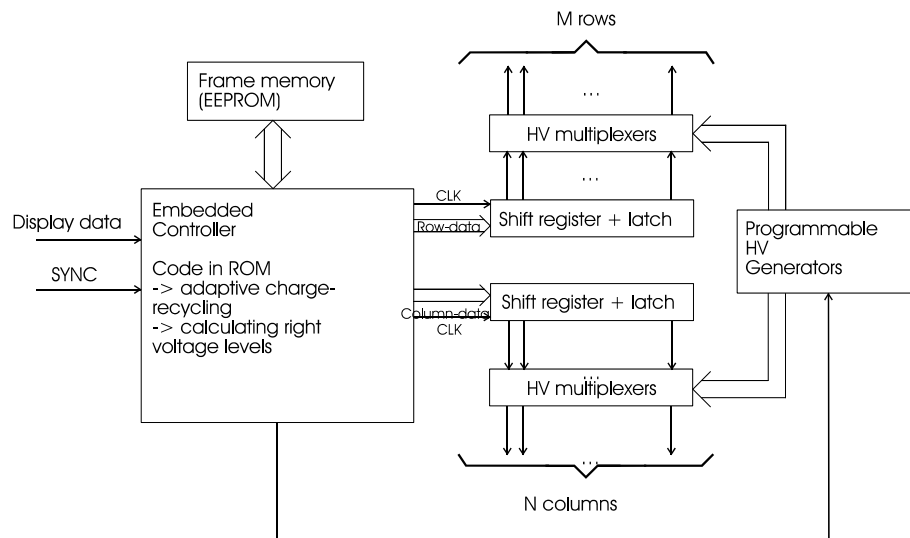 M rows
...
Frame memory
(EEPROM)
HV multiplexers
...
CLK
Row-data
Shift register + latch
Display data
SYNC
Embedded
Controller
Code in ROM
-> adaptive charge-
recycling
-> calculating right
voltage levels
Programmable
HV
Generators
Shift register + latch
Column-data
CLK
...
HV multiplexers
...
N columns